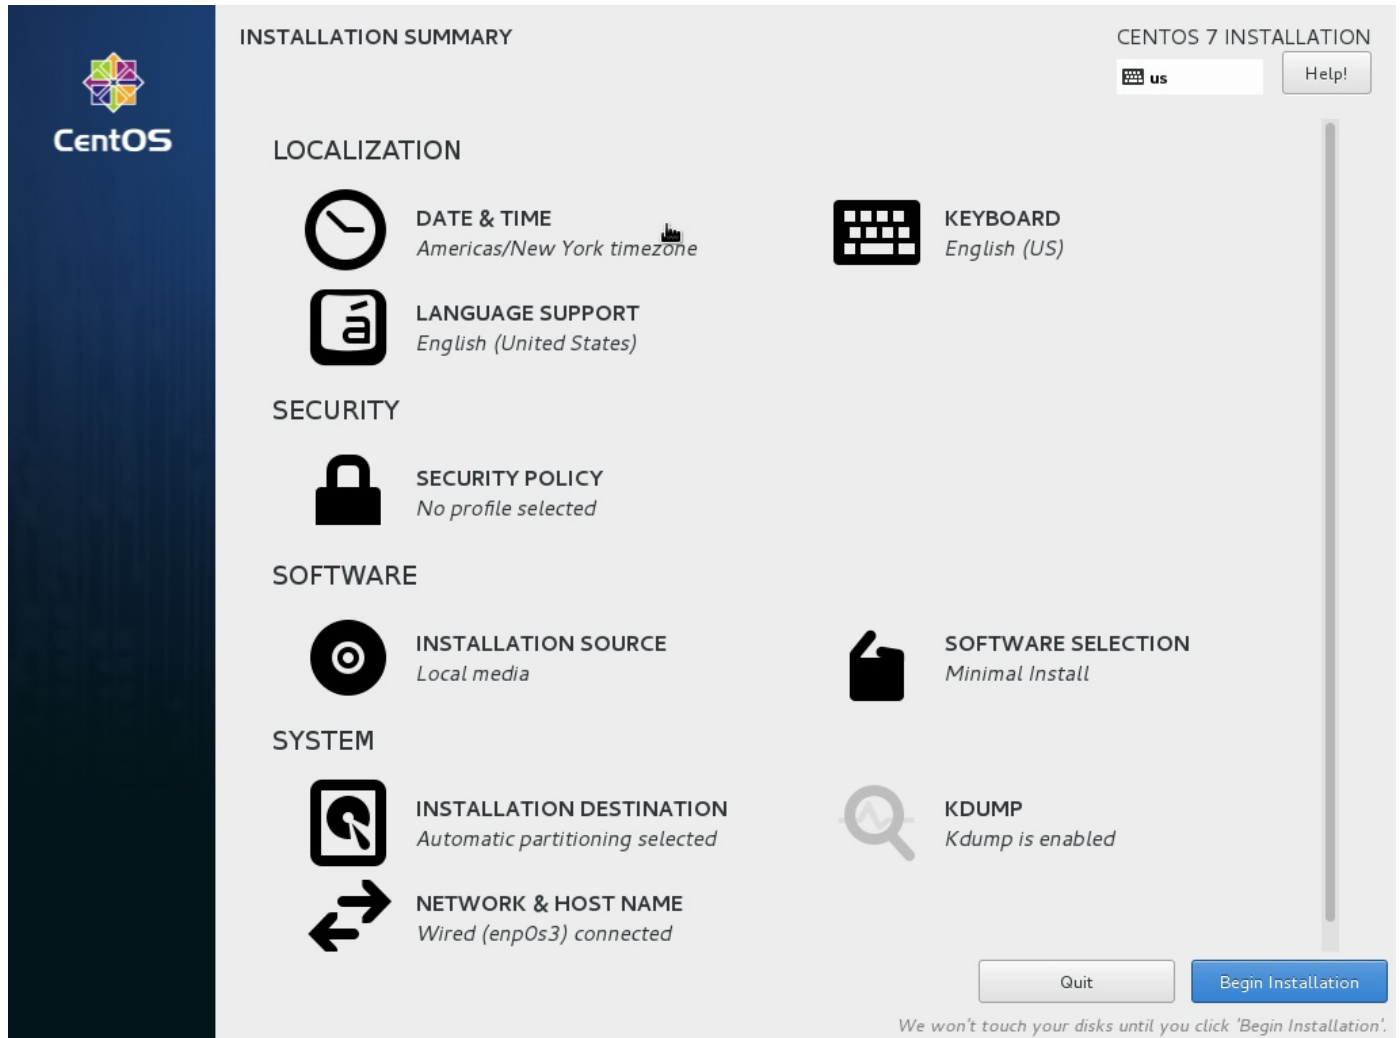 INSTALLATION SUMMARY
CENTOS 7 INSTALLATION
us
Help!
CentOS
LOCALIZATION
DATE & TIME
Americas/New York timezone
KEYBOARD
English (US)
á
LANGUAGE SUPPORT
English (United States)
SECURITY
SECURITY POLICY
No profile selected
SOFTWARE
INSTALLATION SOURCE
Local media
SOFTWARE SELECTION
Minimal Install
SYSTEM
INSTALLATION DESTINATION
Automatic partitioning selected
KDUMP
Kdump is enabled
NETWORK & HOST NAME
Wired (enp0s3) connected
Quit
Begin Installation
We won't touch your disks until you click 'Begin Installation'.